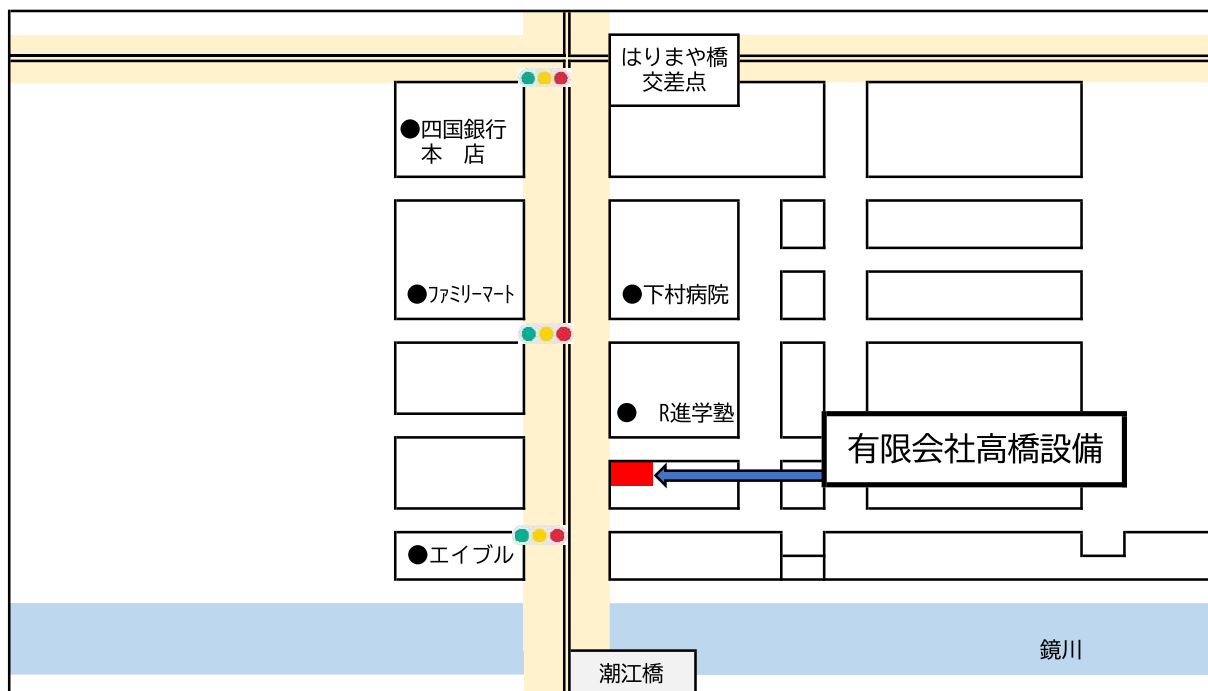 はりまや橋
交差点
●四国銀行
本　店
●ﾌｧﾐﾘｰﾏｰﾄ
●下村病院
●　R進学塾
有限会社高橋設備
●エイブル
鏡川
潮江橋